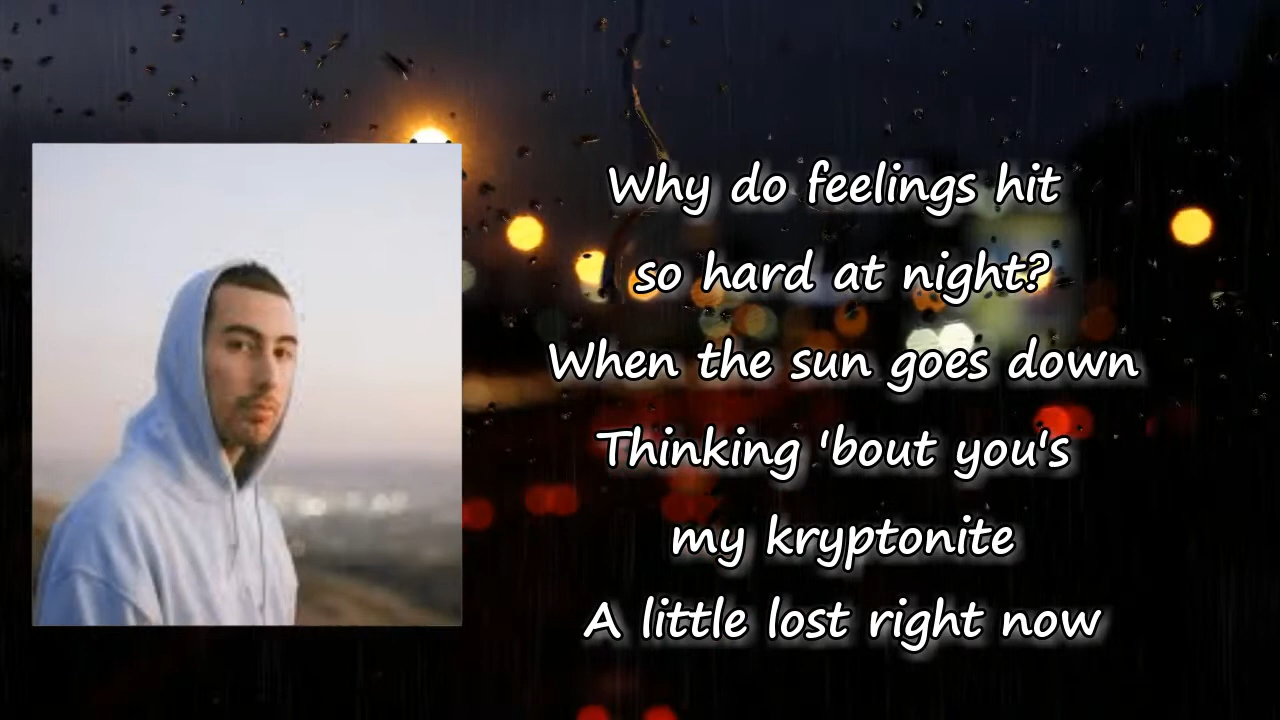 Why do feelings hit
so hard at night?
When the sun goes down
Thinking 'bout you's
my kryptonite
A little lost right now